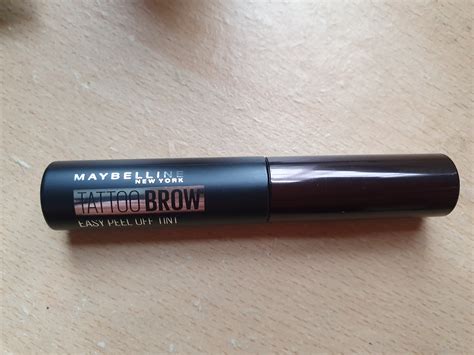 MAYBELLINE
NEW YORK
TATTOO BROW
EASY PEEL OFF TINT